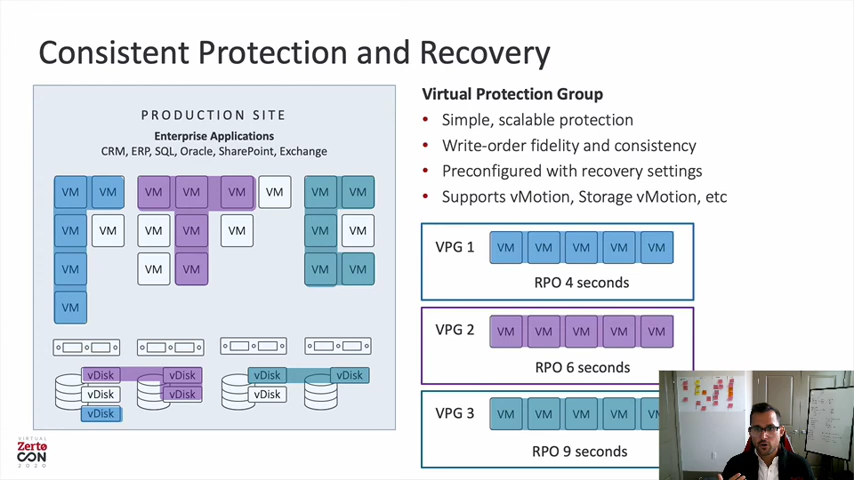 Consistent Protection and Recovery
PRODUCTION SITE
Enterprise Applications
CRM, ERP, SQL, Oracle, SharePoint, Exchange
VM VM VM VM VM VM VM VM
VM VM VM VM VM VM
VM VM VM VM VM
VM
vDisk vDisk vDisk vDisk
vDisk vDisk vDisk
vDisk
Virtual Protection Group
• Simple, scalable protection
• Write-order fidelity and consistency
• Preconfigured with recovery settings
• Supports vMotion, Storage vMotion, etc
VPG 1 VM VM VM VM VM
RPO 4 seconds
VPG 2 VM VM VM VM VM
RPO 6 seconds
VPG 3 VM VM VM VM
RPO 9 seconds
VIRTUAL
Zerto
CON
2020